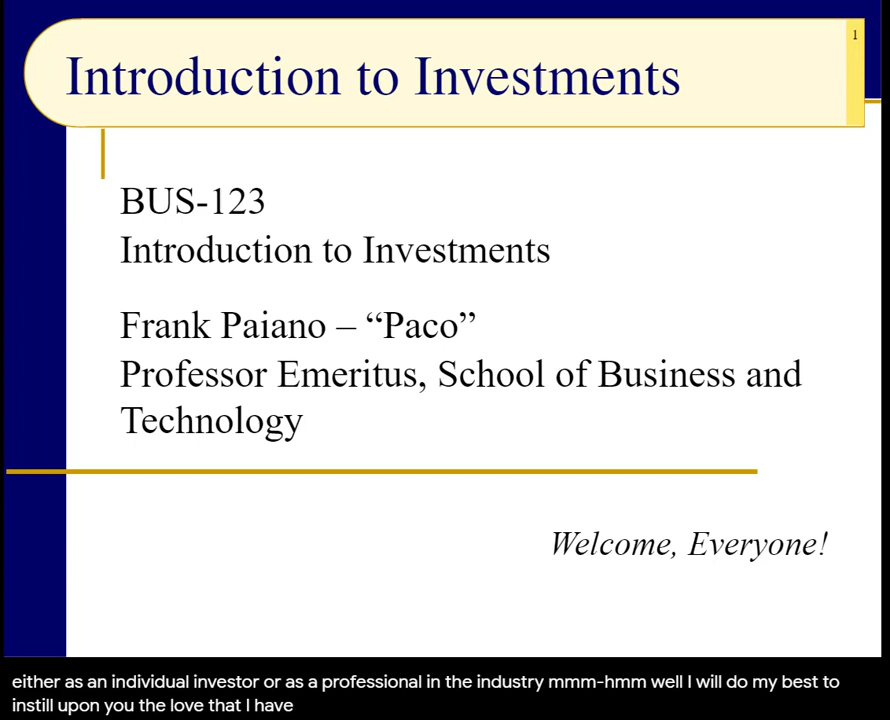 1
Introduction to Investments
BUS-123
Introduction to Investments
Frank Paiano – “Paco”
Professor Emeritus, School of Business and
Technology
Welcome, Everyone!
either as an individual investor or as a professional in the industry mmm-hmm well I will do my best to
instill upon you the love that I have